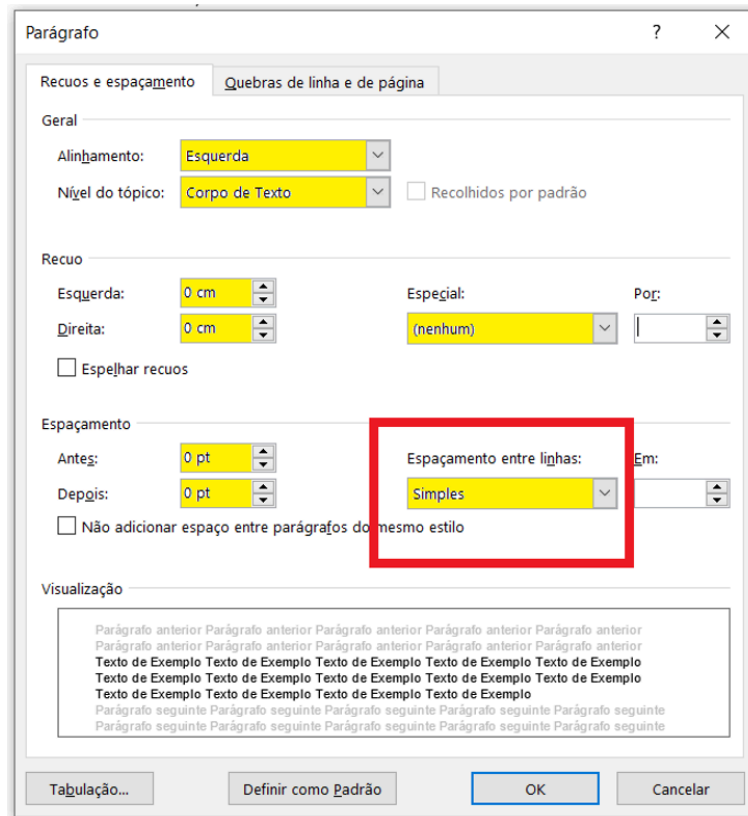 Parágrafo ?
Recuos e espaçamento Quebras de linha e de página
Geral
Alinhamento: Esquerda
Nível do tópico: Corpo de Texto Recolhidos por padrão
Recuo
Esquerda: 0 cm Especial: Por:
Direita: 0 cm (nenhum)
Espelhar recuos
Espaçamento
Antes: 0 pt Espaçamento entre linhas: Em:
Depois: 0 pt Simples
Não adicionar espaço entre parágrafos do mesmo estilo
Visualização
Parágrafo anterior Parágrafo anterior Parágrafo anterior Parágrafo anterior Parágrafo anterior
Parágrafo anterior Parágrafo anterior Parágrafo anterior Parágrafo anterior Parágrafo anterior
Texto de Exemplo Texto de Exemplo Texto de Exemplo Texto de Exemplo Texto de Exemplo
Texto de Exemplo Texto de Exemplo Texto de Exemplo Texto de Exemplo Texto de Exemplo
Texto de Exemplo Texto de Exemplo Texto de Exemplo Texto de Exemplo
Parágrafo seguinte Parágrafo seguinte Parágrafo seguinte Parágrafo seguinte Parágrafo seguinte
Parágrafo seguinte Parágrafo seguinte Parágrafo seguinte Parágrafo seguinte Parágrafo seguinte
Tabulação... Definir como Padrão OK Cancelar